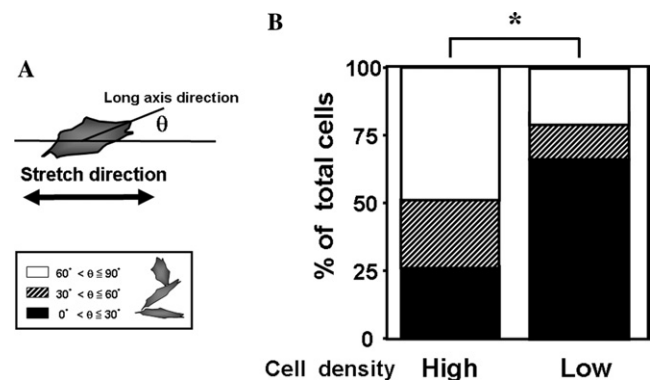 A
Long axis direction
θ
Stretch direction
60° < θ ≦ 90°
30° < θ ≦ 60°
0° < θ ≦ 30°
B
*
% of total cells
100
75
50
25
0
Cell density High Low